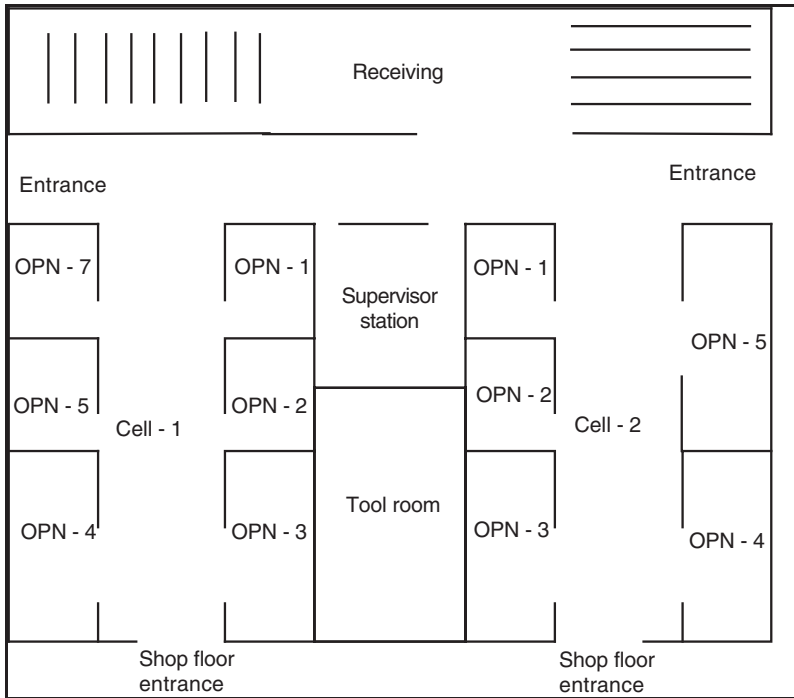 Receiving
Entrance
Entrance
OPN - 7
OPN - 1
Supervisor
station
OPN - 1
OPN - 5
OPN - 5
OPN - 2
OPN - 2
Cell - 1
Cell - 2
Tool room
OPN - 4
OPN - 3
OPN - 3
OPN - 4
Shop floor
entrance
Shop floor
entrance